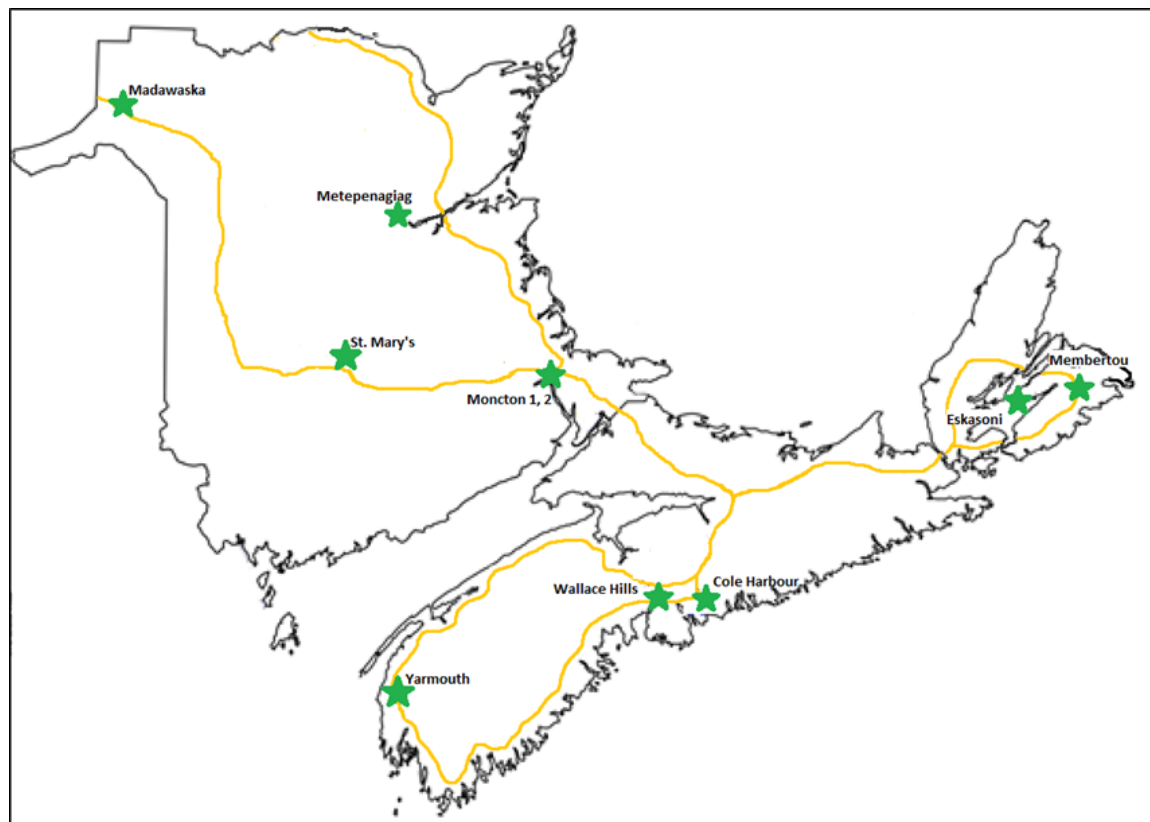 Madawaska
Metepenagiag
St. Mary's
Membertou
Moncton 1, 2
Eskasoni
Cole Harbour
Wallace Hills
Yarmouth